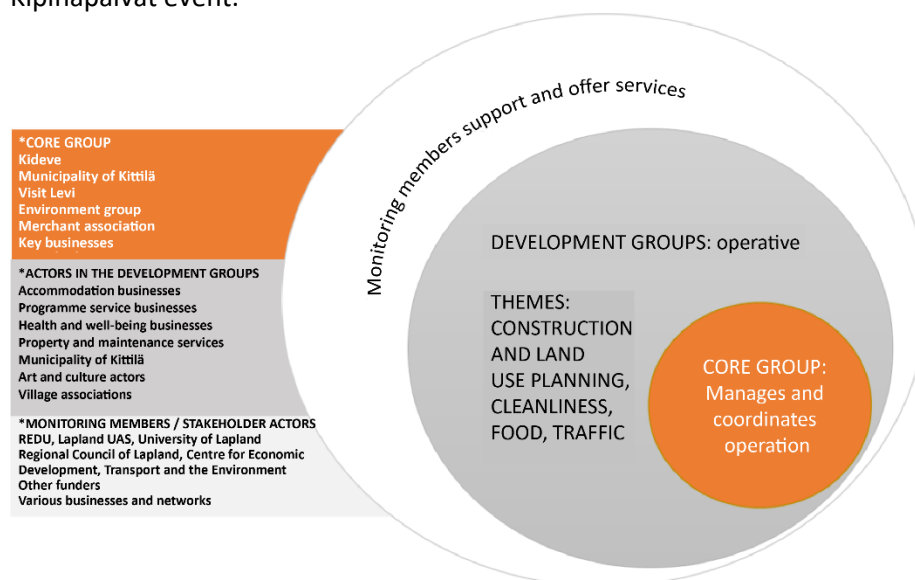 Kipinäpäivät event.
*CORE GROUP
Kideve
Municipality of Kittilä
Visit Levi
Environment group
Merchant association
Key businesses
*ACTORS IN THE DEVELOPMENT GROUPS
Accommodation businesses
Programme service businesses
Health and well-being businesses
Property and maintenance services
Municipality of Kittilä
Art and culture actors
Village associations
*MONITORING MEMBERS / STAKEHOLDER ACTORS
REDU, Lapland UAS, University of Lapland
Regional Council of Lapland, Centre for Economic
Development, Transport and the Environment
Other funders
Various businesses and networks
Monitoring members support and offer services
DEVELOPMENT GROUPS: operative
THEMES:
CONSTRUCTION
AND LAND
USE PLANNING,
CLEANLINESS,
FOOD, TRAFFIC
CORE GROUP:
Manages and
coordinates
operation